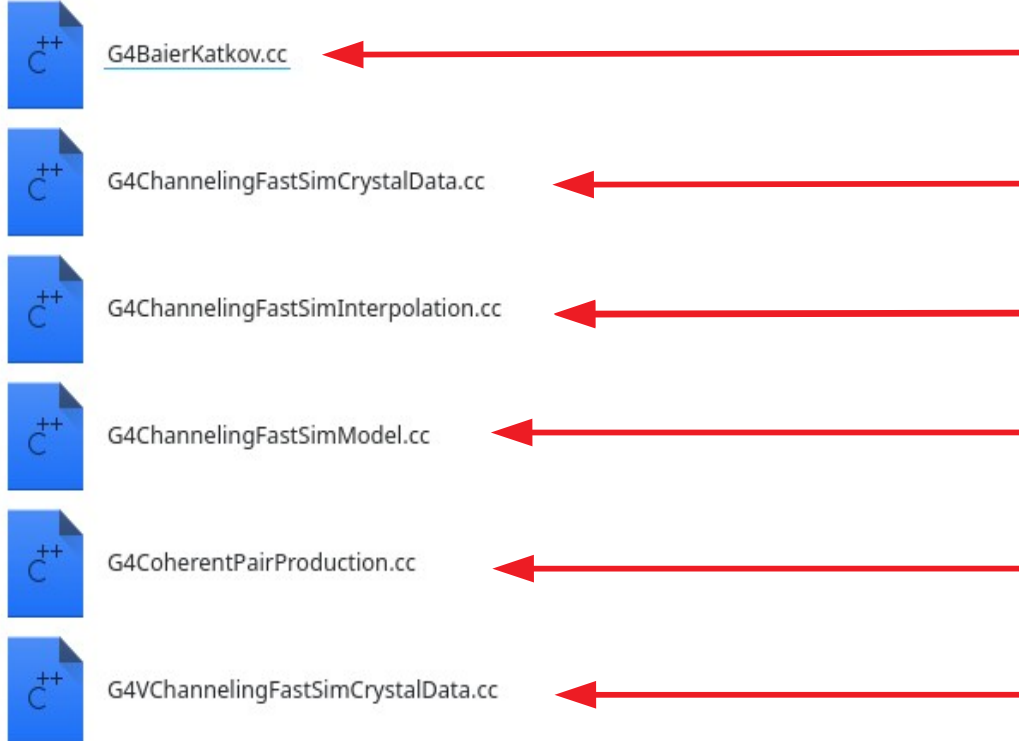 C++
G4BaierKatkov.cc
C++
G4ChannelingFastSimCrystalData.cc
C++
G4ChannelingFastSimInterpolation.cc
C++
G4ChannelingFastSimModel.cc
C++
G4CoherentPairProduction.cc
C++
G4VChannelingFastSimCrystalData.cc